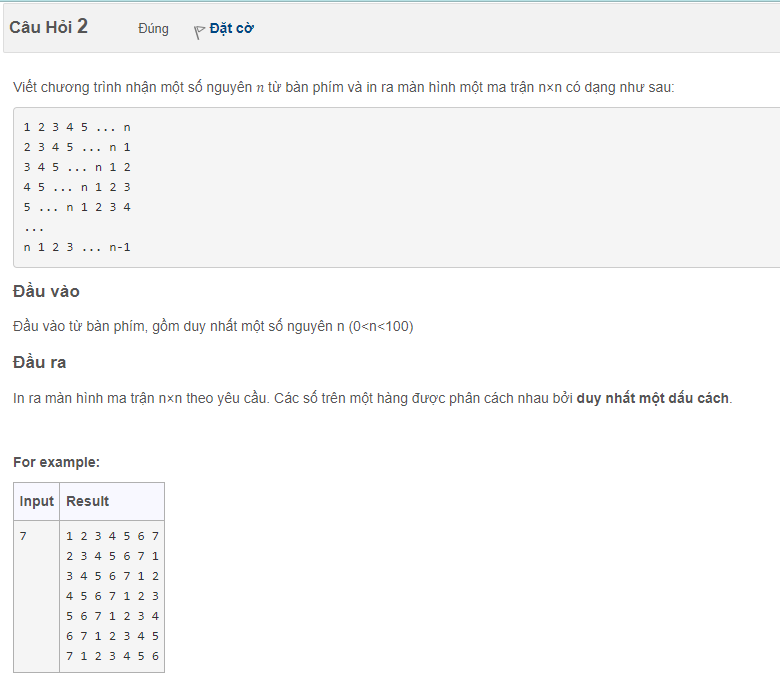 Câu Hỏi 2 Đúng Đặt cờ
Viết chương trình nhận một số nguyên n từ bàn phím và in ra màn hình một ma trận n×n có dạng như sau:
1 2 3 4 5 ... n
2 3 4 5 ... n 1
3 4 5 ... n 1 2
4 5 ... n 1 2 3
5 ... n 1 2 3 4
...
n 1 2 3 ... n-1
Đầu vào
Đầu vào từ bàn phím, gồm duy nhất một số nguyên n (0<n<100)
Đầu ra
In ra màn hình ma trận n×n theo yêu cầu. Các số trên một hàng được phân cách nhau bởi duy nhất một dấu cách.
For example:
Input Result
7 1 2 3 4 5 6 7
2 3 4 5 6 7 1
3 4 5 6 7 1 2
4 5 6 7 1 2 3
5 6 7 1 2 3 4
6 7 1 2 3 4 5
7 1 2 3 4 5 6